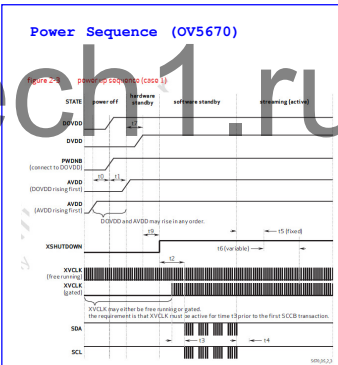 Power Sequence (OV5670)
ech1.ru
figure 2-3 power up sequence (case 1)
STATE power off hardware standby software standby streaming (active)
DOVDD
t7
DVDD
PWDNB
(connect to DOVDD)
t0 t1
AVDD
(DOVDD rising first)
AVDD
(AVDD rising first)
DOVDD and AVDD may rise in any order.
t5 (fixed)
t9
t6 (variable)
XSHUTDOWN
t2
XVCLK
(free running)
XVCLK
(gated)
XVCLK may either be free running or gated.
the requirement is that XVCLK must be active for time t3 prior to the first SCCB transaction.
SDA
t3 t4
SCL